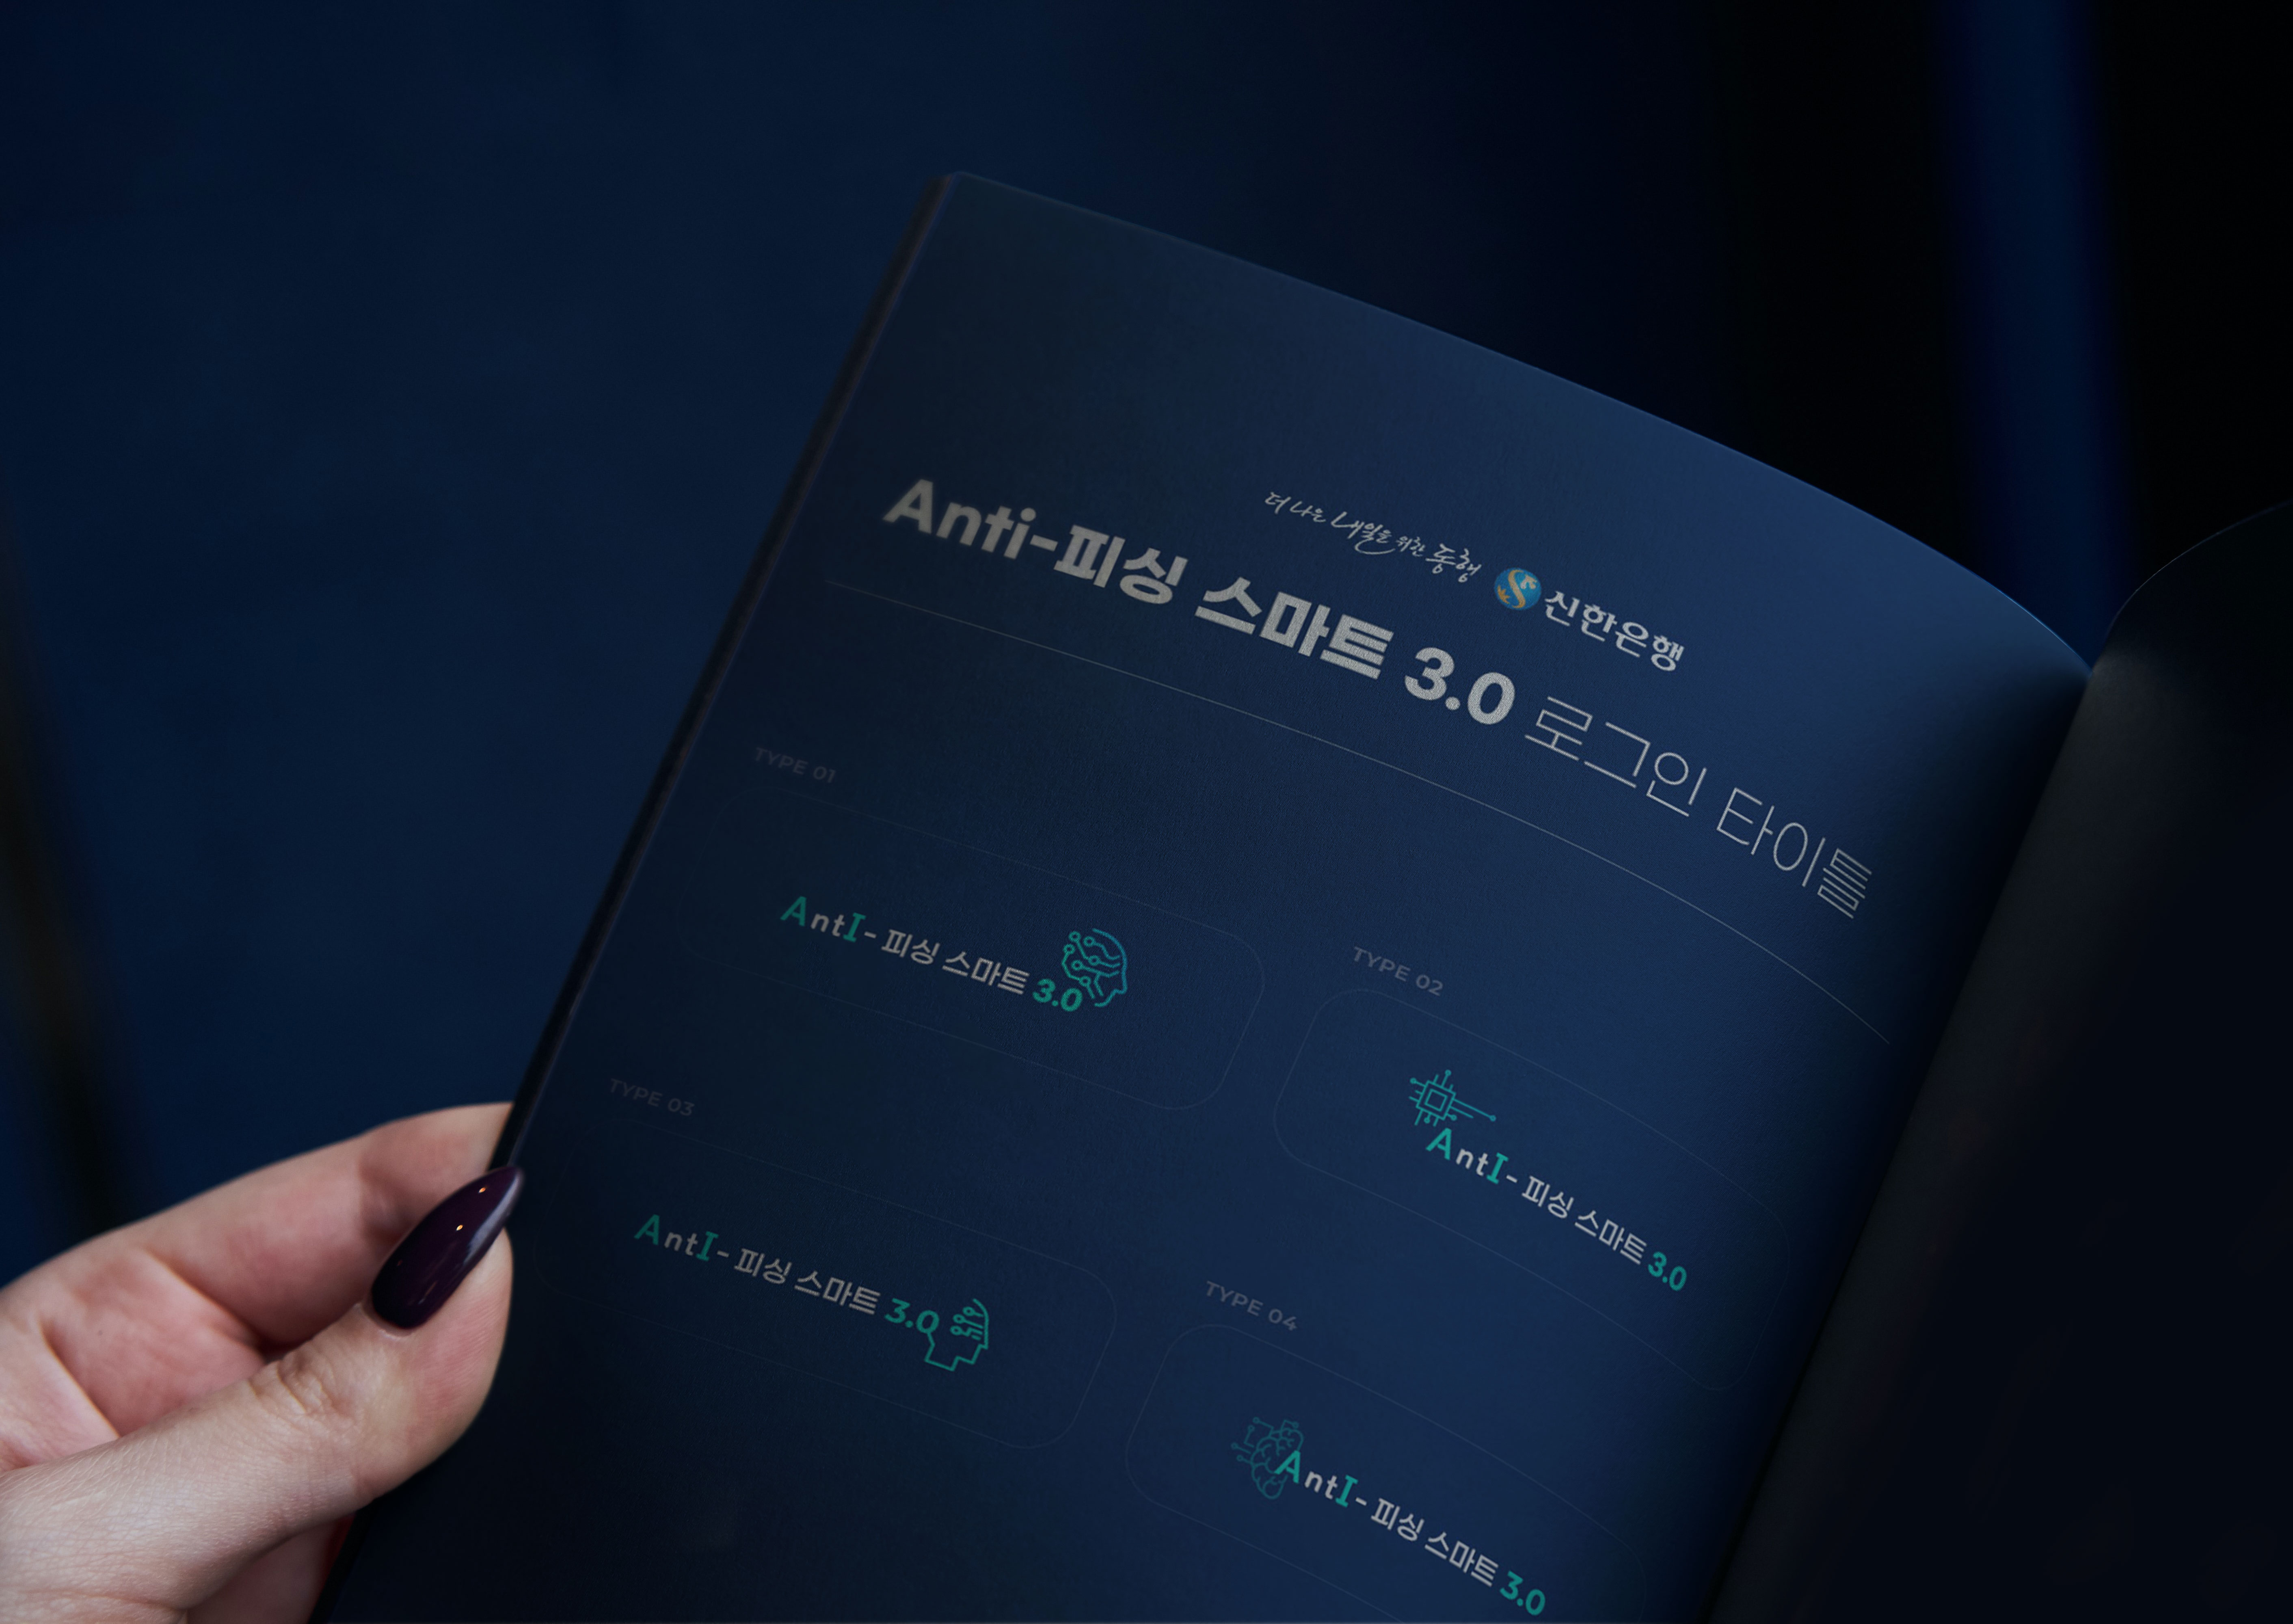 더 나은 내일을 위한 동행 신한은행
Anti-피싱 스마트 3.0 로그인 타이틀
TYPE 01
AntI- 피싱 스마트 3.0
TYPE 02
AntI- 피싱 스마트 3.0
TYPE 03
AntI- 피싱 스마트 3.0
TYPE 04
AntI- 피싱 스마트 3.0